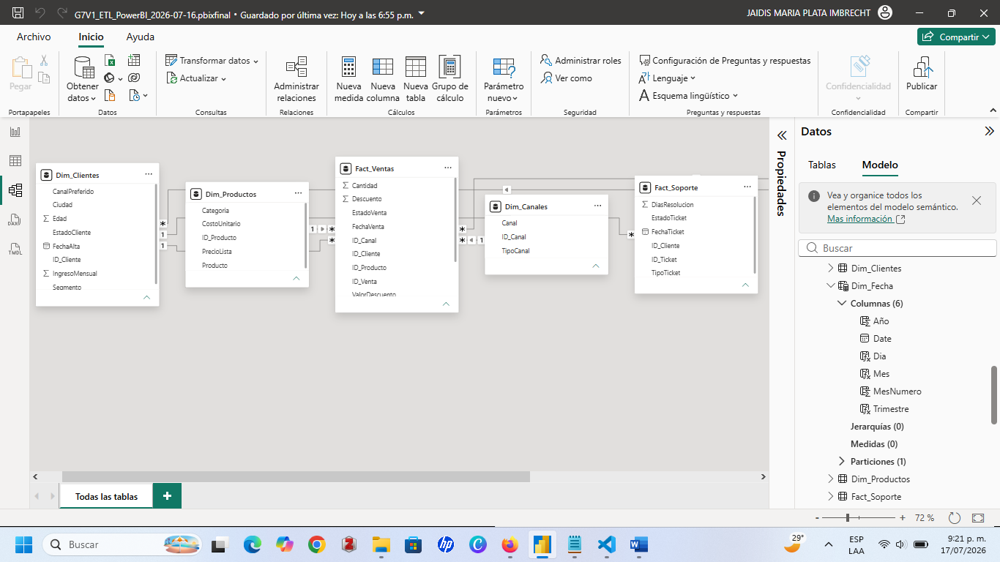 G7V1_ETL_PowerBI_2026-07-16.pbixfinal • Guardado por última vez: Hoy a las 6:55 p.m.
JAIDIS MARIA PLATA IMBRECHT
Archivo
Inicio
Ayuda
Compartir
Pegar
Portapapeles
Obtener datos
Datos
Transformar datos
Actualizar
Consultas
Administrar relaciones
Relaciones
Nueva medida
Nueva columna
Nueva tabla
Grupo de cálculo
Cálculos
Parámetro nuevo
Parámetros
Administrar roles
Ver como
Seguridad
Configuración de Preguntas y respuestas
Lenguaje
Esquema lingüístico
Preguntas y respuestas
Confidencialidad
Confidencialidad
Publicar
Compartir
DAX
TMDL
Dim_Clientes
CanalPreferido
Ciudad
Edad
EstadoCliente
FechaAlta
ID_Cliente
IngresoMensual
Segmento
*
1
1
Dim_Productos
Categoria
CostoUnitario
ID_Producto
PrecioLista
Producto
1
*
*
Fact_Ventas
Cantidad
Descuento
EstadoVenta
FechaVenta
ID_Canal
ID_Cliente
ID_Producto
ID_Venta
ValorDescuento
*
*
1
Dim_Canales
Canal
ID_Canal
TipoCanal
*
Fact_Soporte
DiasResolucion
EstadoTicket
FechaTicket
ID_Cliente
ID_Ticket
TipoTicket
Propiedades
Datos
Tablas
Modelo
Vea y organice todos los
elementos del modelo semántico.
Mas información
Buscar
Dim_Clientes
Dim_Fecha
Columnas (6)
Año
Date
Dia
Mes
MesNumero
Trimestre
Jerarquías (0)
Medidas (0)
Particiones (1)
Dim_Productos
Fact_Soporte
Todas las tablas
+
- + 72 %
Buscar
hp
29°
ESP
LAA
9:21 p. m.
17/07/2026